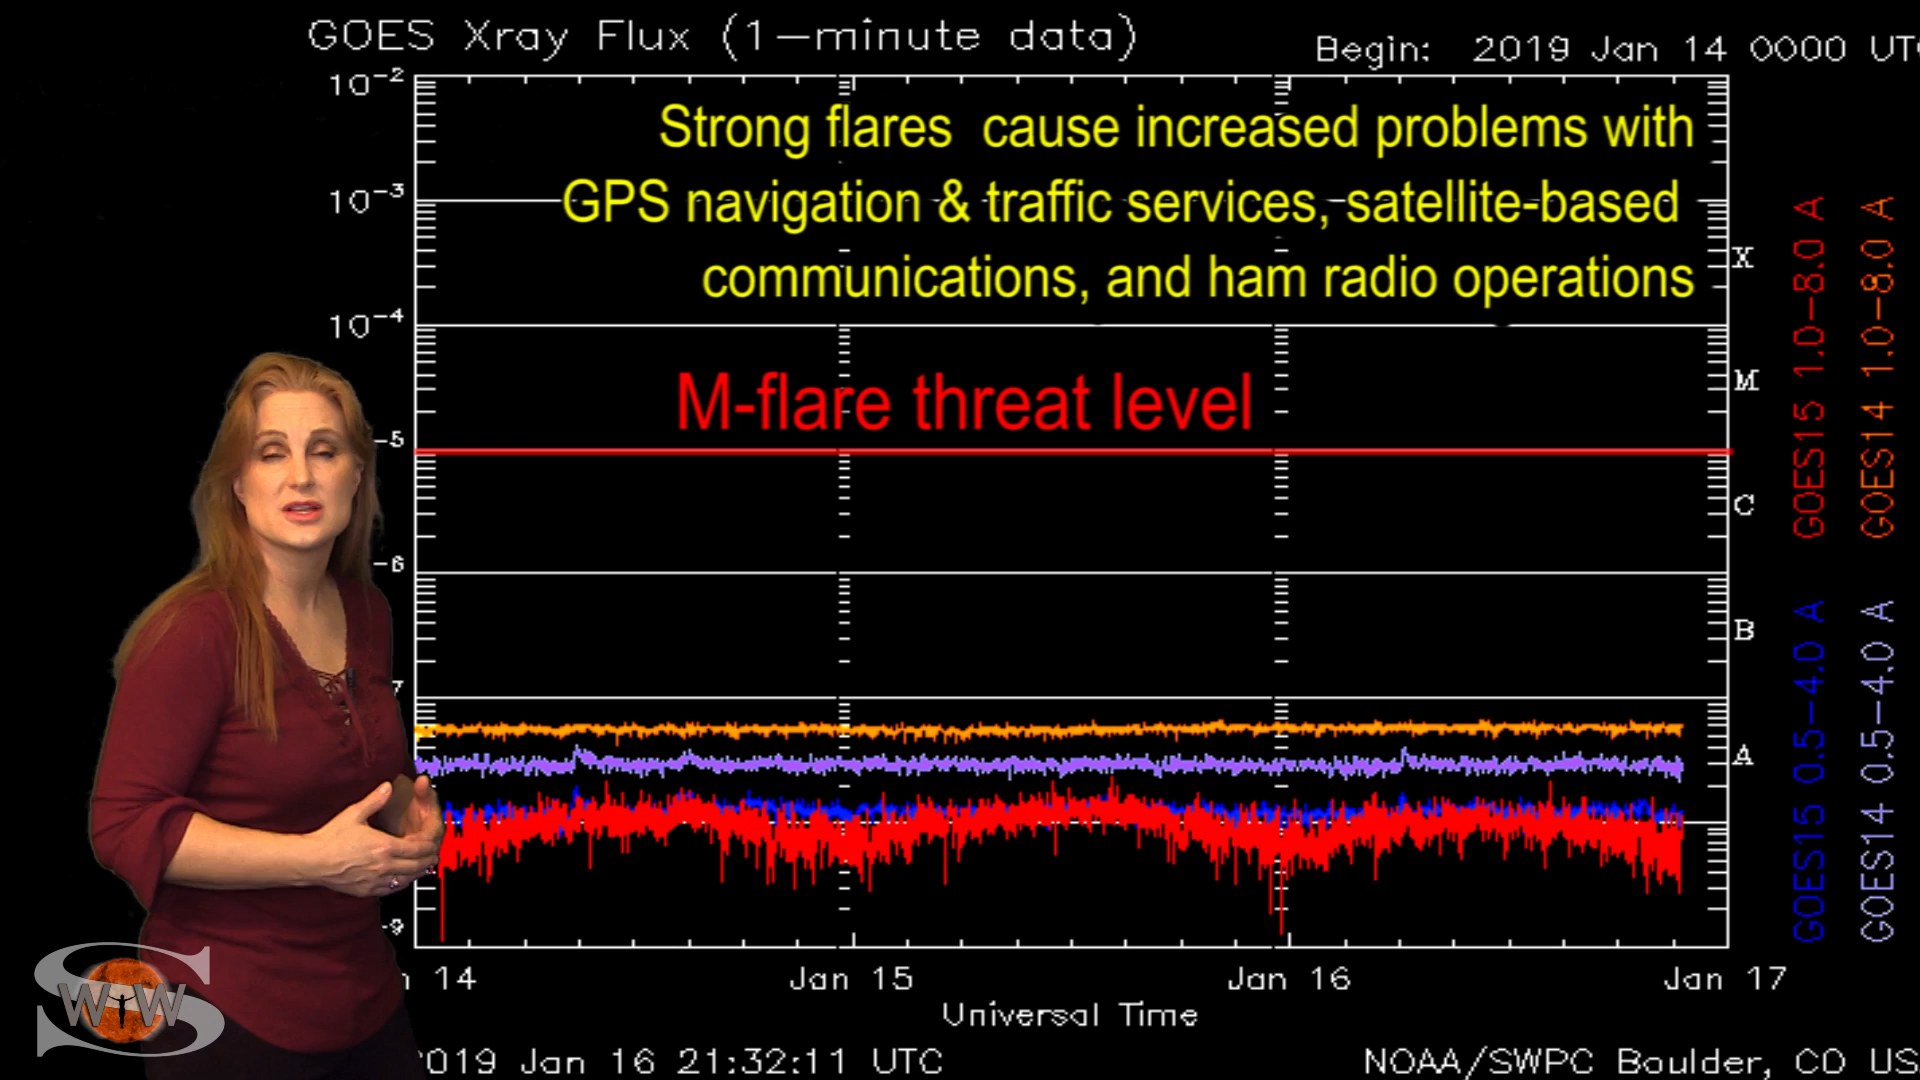 GOES Xray Flux (1-minute data)
Begin: 2019 Jan 14 0000 UTC
10-2
Strong flares cause increased problems with
10-3
GPS navigation & traffic services, satellite-based
communications, and ham radio operations
X
10-4
M-flare threat level
M
-5
C
-6
B
7
A
-9
GOES15 1.0-8.0 A
GOES14 1.0-8.0 A
GOES15 0.5-4.0 A
GOES14 0.5-4.0 A
n 14
Jan 15
Jan 16
Jan 17
Universal Time
SWxW
019 Jan 16 21:32:11 UTC
NOAA/SWPC Boulder, CO US